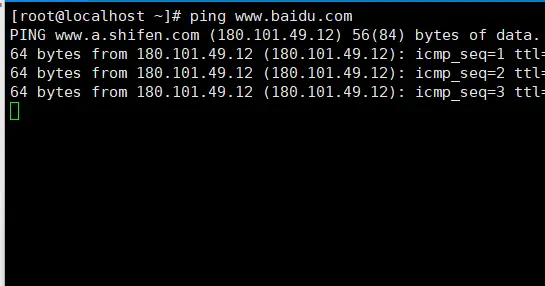 [root@localhost ~]# ping www.baidu.com
PING www.a.shifen.com (180.101.49.12) 56(84) bytes of data.
64 bytes from 180.101.49.12 (180.101.49.12): icmp_seq=1 ttl=
64 bytes from 180.101.49.12 (180.101.49.12): icmp_seq=2 ttl=
64 bytes from 180.101.49.12 (180.101.49.12): icmp_seq=3 ttl=